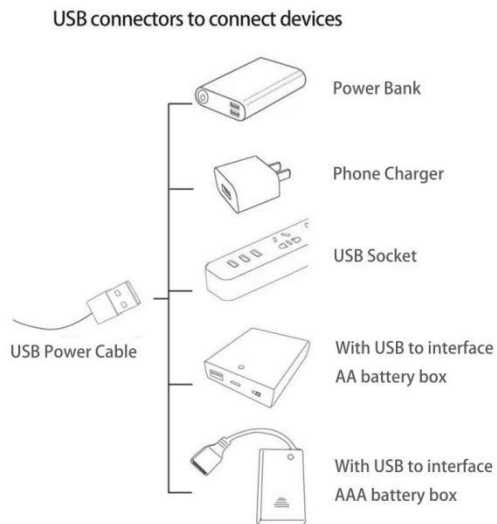 USB connectors to connect devices
Power Bank
Phone Charger
USB Socket
USB Power Cable
With USB to interface
AA battery box
With USB to interface
AAA battery box